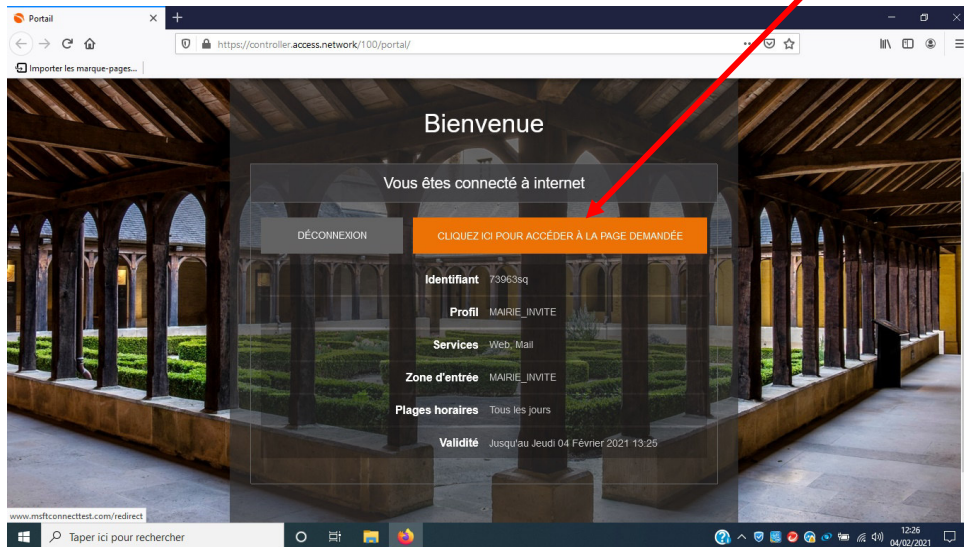 Portail
https://controller.access.network/100/portal/
Importer les marque-pages...
Bienvenue
Vous êtes connecté à internet
DÉCONNEXION
CLIQUEZ ICI POUR ACCÉDER À LA PAGE DEMANDÉE
Identifiant 73963sq
Profil MAIRIE_INVITE
Services Web, Mail
Zone d'entrée MAIRIE_INVITE
Plages horaires Tous les jours
Validité Jusqu'au Jeudi 04 Février 2021 13:25
www.msftconnecttest.com/redirect
Taper ici pour rechercher
12:26
04/02/2021